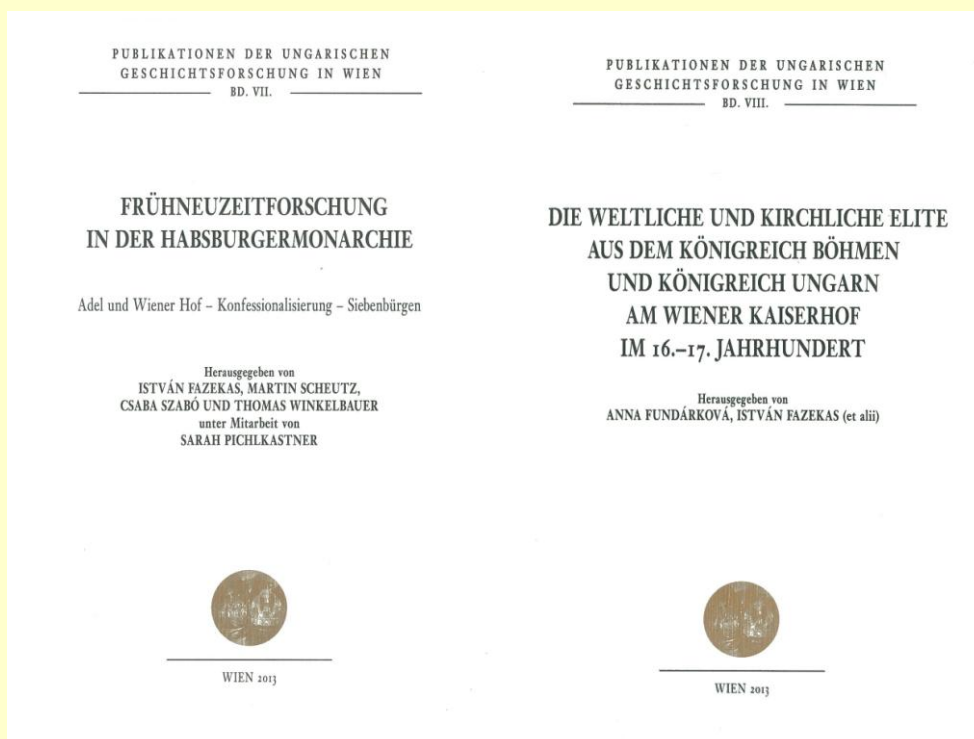 PUBLIKATIONEN DER UNGARISCHEN
GESCHICHTSFORSCHUNG IN WIEN
BD. VII.
FRÜHNEUZEITFORSCHUNG
IN DER HABSBURGERMONARCHIE
Adel und Wiener Hof – Konfessionalisierung – Siebenbürgen
Herausgegeben von
ISTVÁN FAZEKAS, MARTIN SCHEUTZ,
CSABA SZABÓ UND THOMAS WINKELBAUER
unter Mitarbeit von
SARAH PICHLKASTNER
WIEN 2013
PUBLIKATIONEN DER UNGARISCHEN
GESCHICHTSFORSCHUNG IN WIEN
BD. VIII.
DIE WELTLICHE UND KIRCHLICHE ELITE
AUS DEM KÖNIGREICH BÖHMEN
UND KÖNIGREICH UNGARN
AM WIENER KAISERHOF
IM 16.–17. JAHRHUNDERT
Herausgegeben von
ANNA FUNDÁRKOVÁ, ISTVÁN FAZEKAS (et alii)
WIEN 2013